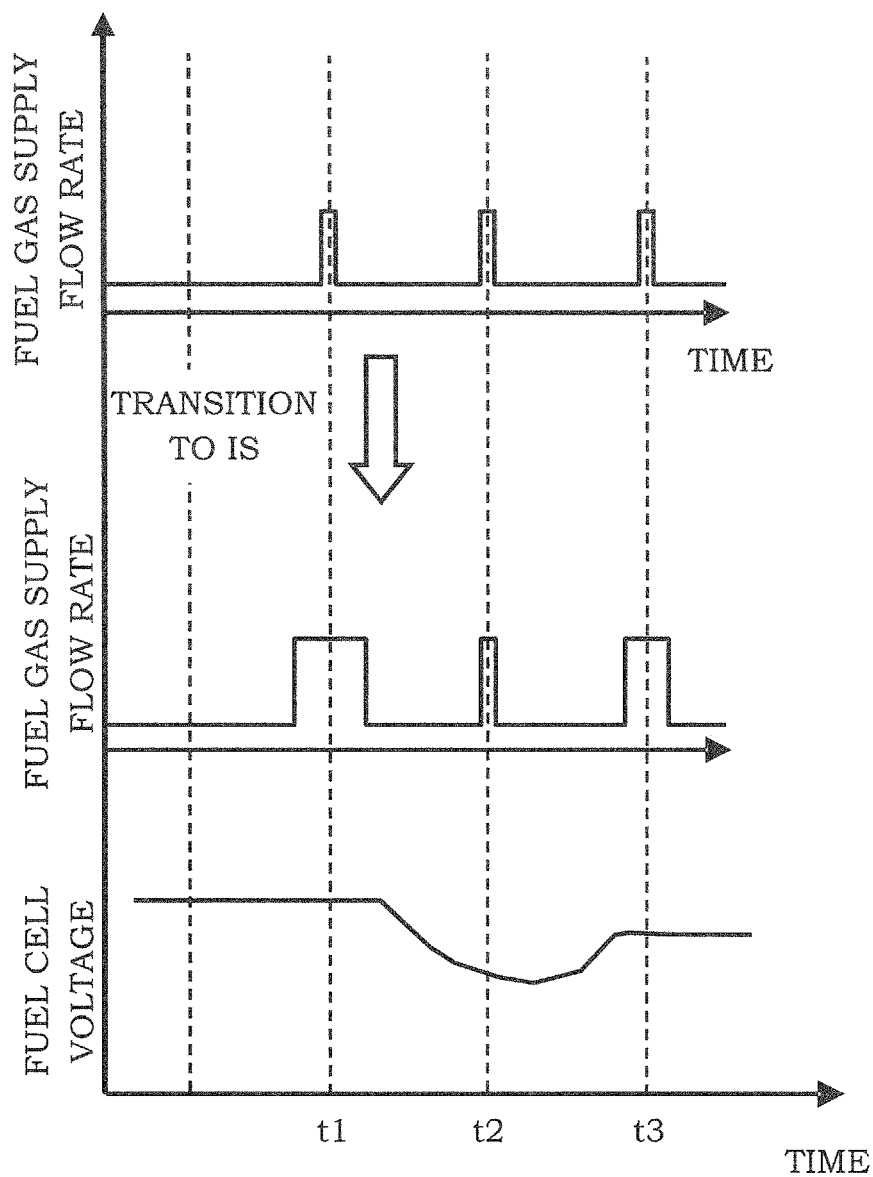 FUEL GAS SUPPLY
FLOW RATE
TIME
TRANSITION
TO IS
FUEL GAS SUPPLY
FLOW RATE
FUEL CELL
VOLTAGE
t1
t2
t3
TIME